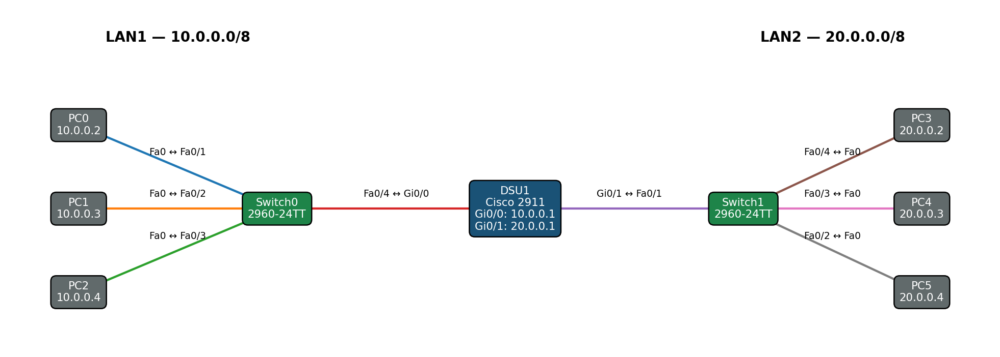 LAN1 — 10.0.0.0/8
LAN2 — 20.0.0.0/8
PC0
10.0.0.2
Fa0 ↔ Fa0/1
PC1
10.0.0.3
Fa0 ↔ Fa0/2
PC2
10.0.0.4
Fa0 ↔ Fa0/3
Switch0
2960-24TT
Fa0/4 ↔ Gi0/0
DSU1
Cisco 2911
Gi0/0: 10.0.0.1
Gi0/1: 20.0.0.1
Gi0/1 ↔ Fa0/1
Switch1
2960-24TT
Fa0/4 ↔ Fa0
PC3
20.0.0.2
Fa0/3 ↔ Fa0
PC4
20.0.0.3
Fa0/2 ↔ Fa0
PC5
20.0.0.4